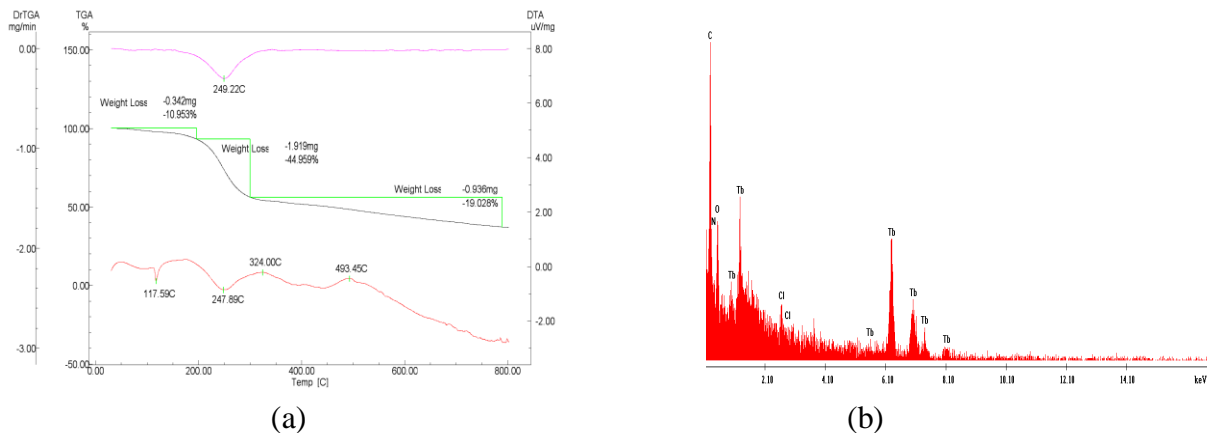 DrTGA
mg/min
TGA
%
DTA
uV/mg
0.00
-1.00
-2.00
-3.00
150.00
100.00
50.00
0.00
-50.00
8.00
6.00
4.00
2.00
0.00
-2.00
249.22C
Weight Loss
-0.342mg
-10.953%
Weight Loss
-1.919mg
-44.959%
Weight Loss
-0.936mg
-19.028%
117.59C
247.89C
324.00C
493.45C
0.00
200.00
400.00
600.00
800.00
Temp [C]
(a)
C
O
N
Tb
Tb
Cl
Cl
Tb
Tb
Tb
Tb
Tb
2.10
4.10
6.10
8.10
10.10
12.10
14.10
keV
(b)